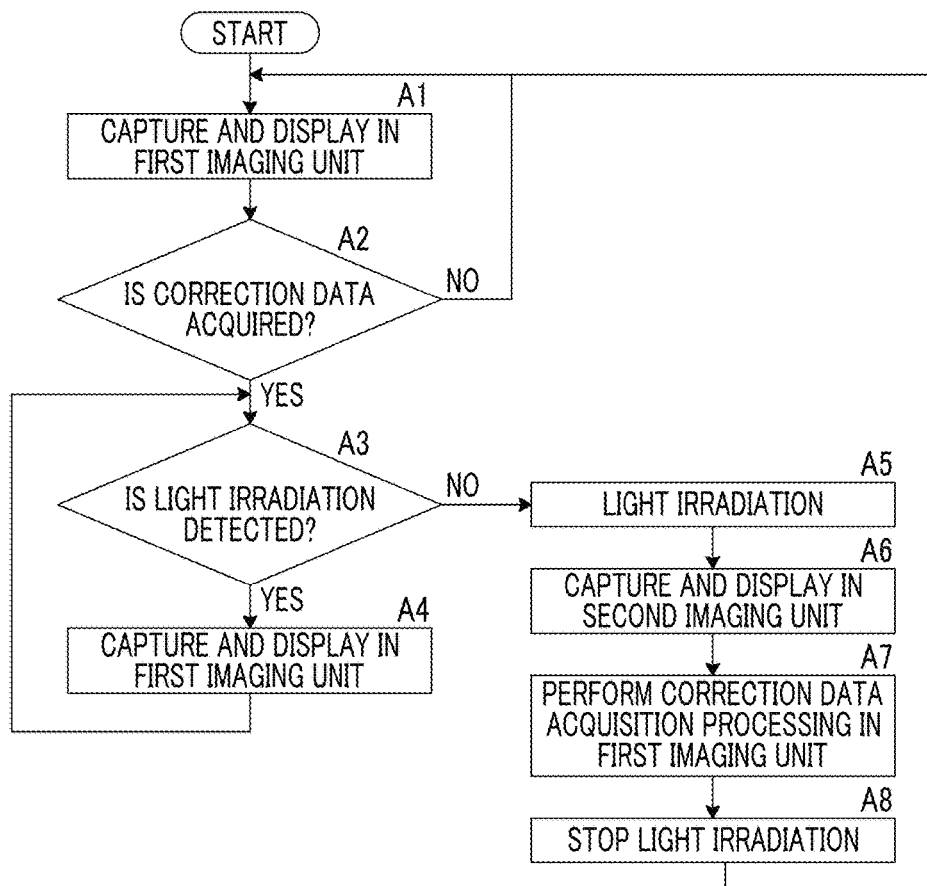 START
A1
CAPTURE AND DISPLAY IN
FIRST IMAGING UNIT
A2
IS CORRECTION DATA
ACQUIRED?
NO
YES
A3
IS LIGHT IRRADIATION
DETECTED?
NO
YES
A4
CAPTURE AND DISPLAY IN
FIRST IMAGING UNIT
A5
LIGHT IRRADIATION
A6
CAPTURE AND DISPLAY IN
SECOND IMAGING UNIT
A7
PERFORM CORRECTION DATA
ACQUISITION PROCESSING IN
FIRST IMAGING UNIT
A8
STOP LIGHT IRRADIATION